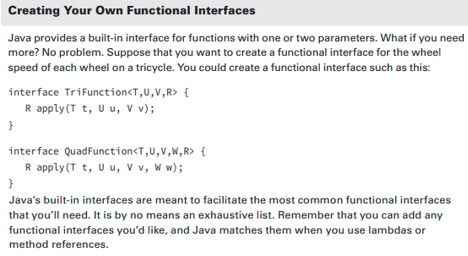 Creating Your Own Functional Interfaces
Java provides a built-in interface for functions with one or two parameters. What if you need
more? No problem. Suppose that you want to create a functional interface for the wheel
speed of each wheel on a tricycle. You could create a functional interface such as this:
interface TriFunction<T,U,V,R> {
    R apply(T t, U u, V v);
}
interface QuadFunction<T,U,V,W,R> {
    R apply(T t, U u, V v, W w);
}
Java's built-in interfaces are meant to facilitate the most common functional interfaces
that you'll need. It is by no means an exhaustive list. Remember that you can add any
functional interfaces you'd like, and Java matches them when you use lambdas or
method references.